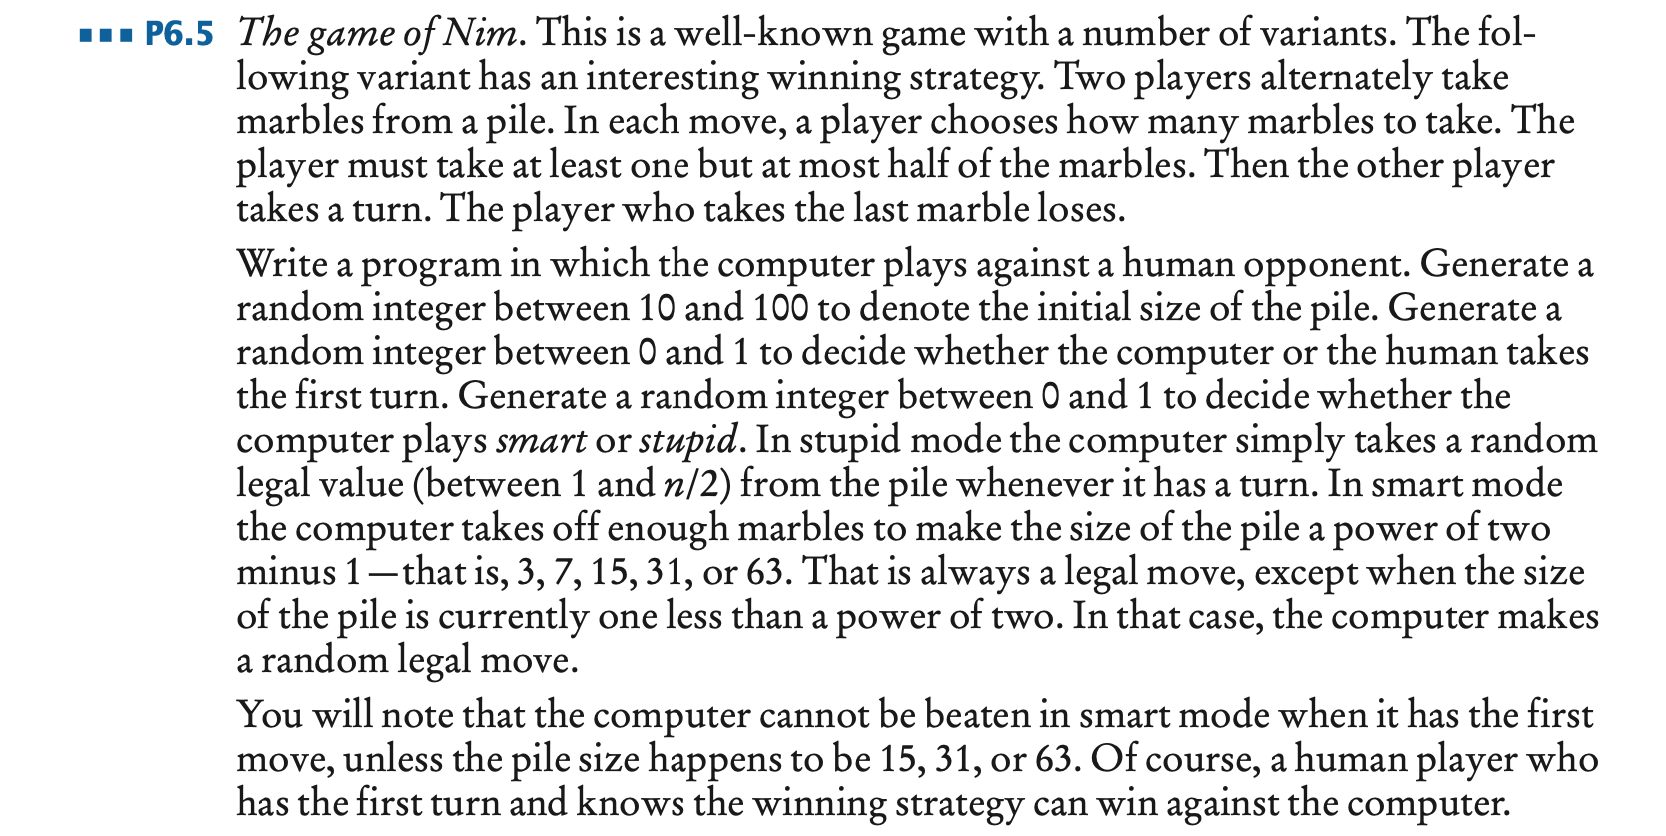 P6.5 The game of Nim. This is a well-known game with a number of variants. The fol-
lowing variant has an interesting winning strategy. Two players alternately take
marbles from a pile. In each move, a player chooses how many marbles to take. The
player must take at least one but at most half of the marbles. Then the other player
takes a turn. The player who takes the last marble loses.
Write a program in which the computer plays against a human opponent. Generate a
random integer between 10 and 100 to denote the initial size of the pile. Generate a
random integer between 0 and 1 to decide whether the computer or the human takes
the first turn. Generate a random integer between 0 and 1 to decide whether the
computer plays smart or stupid. In stupid mode the computer simply takes a random
legal value (between 1 and n/2) from the pile whenever it has a turn. In smart mode
the computer takes off enough marbles to make the size of the pile a power of two
minus 1—that is, 3, 7, 15, 31, or 63. That is always a legal move, except when the size
of the pile is currently one less than a power of two. In that case, the computer makes
a random legal move.
You will note that the computer cannot be beaten in smart mode when it has the first
move, unless the pile size happens to be 15, 31, or 63. Of course, a human player who
has the first turn and knows the winning strategy can win against the computer.